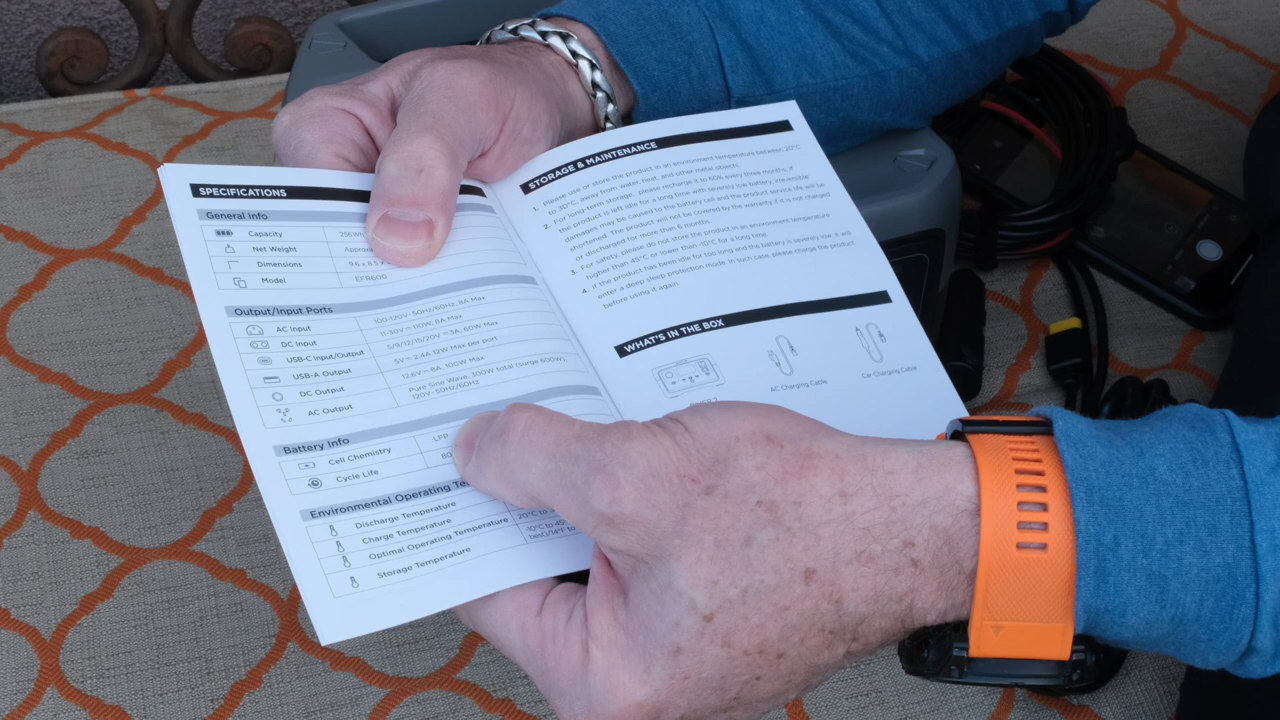 SPECIFICATIONS
General Info
Capacity 256Wh
Net Weight
Dimensions 9.6 x 8.5
Model EFR600
Output/Input Ports
AC Input 100-120V~ 50Hz/60Hz, 8A Max
DC Input 11-30V⎓110W, 8A Max
USB-C Input/Output 5/9/12/15/20V⎓3A, 60W Max
USB-A Output 5V⎓2.4A 12W Max per port
DC Output 12.6V⎓8A, 100W Max
AC Output Pure Sine Wave, 300W total (surge 600W),
120V~50Hz/60Hz
Battery Info
Cell Chemistry LFP
Cycle Life
Environmental Operating
Discharge Temperature
Charge Temperature 20°C to
Optimal Operating Temperature
Storage Temperature
STORAGE & MAINTENANCE
1. Please use or store the product in an environment temperature between 20°C
to 30°C, away from water, heat, and other metal objects.
2. For long-term storage, please recharge it to 60% every three months. If
the product is left idle for a long time with severely low battery, irreversible
damages may be caused to the battery cell and the product service life will be
shortened. The product will not be covered by the warranty if it is not charged
or discharged for more than 6 months.
3. For safety, please do not store the product in an environment temperature
higher than 45°C or lower than -10°C for a long time.
4. If the product has been idle for too long and the battery is severely low, it will
enter a deep sleep protection mode. In such case, please charge the product
before using it again.
WHAT'S IN THE BOX
AC Charging Cable
Car Charging Cable